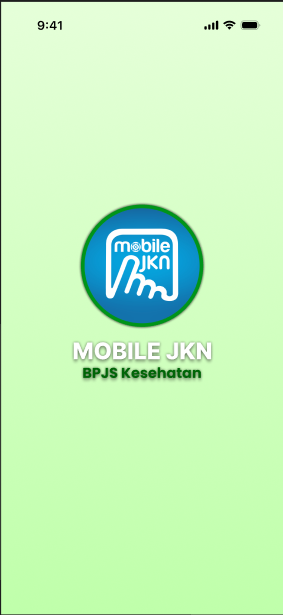 9:41
mobile
JKN
MOBILE JKN
BPJS Kesehatan